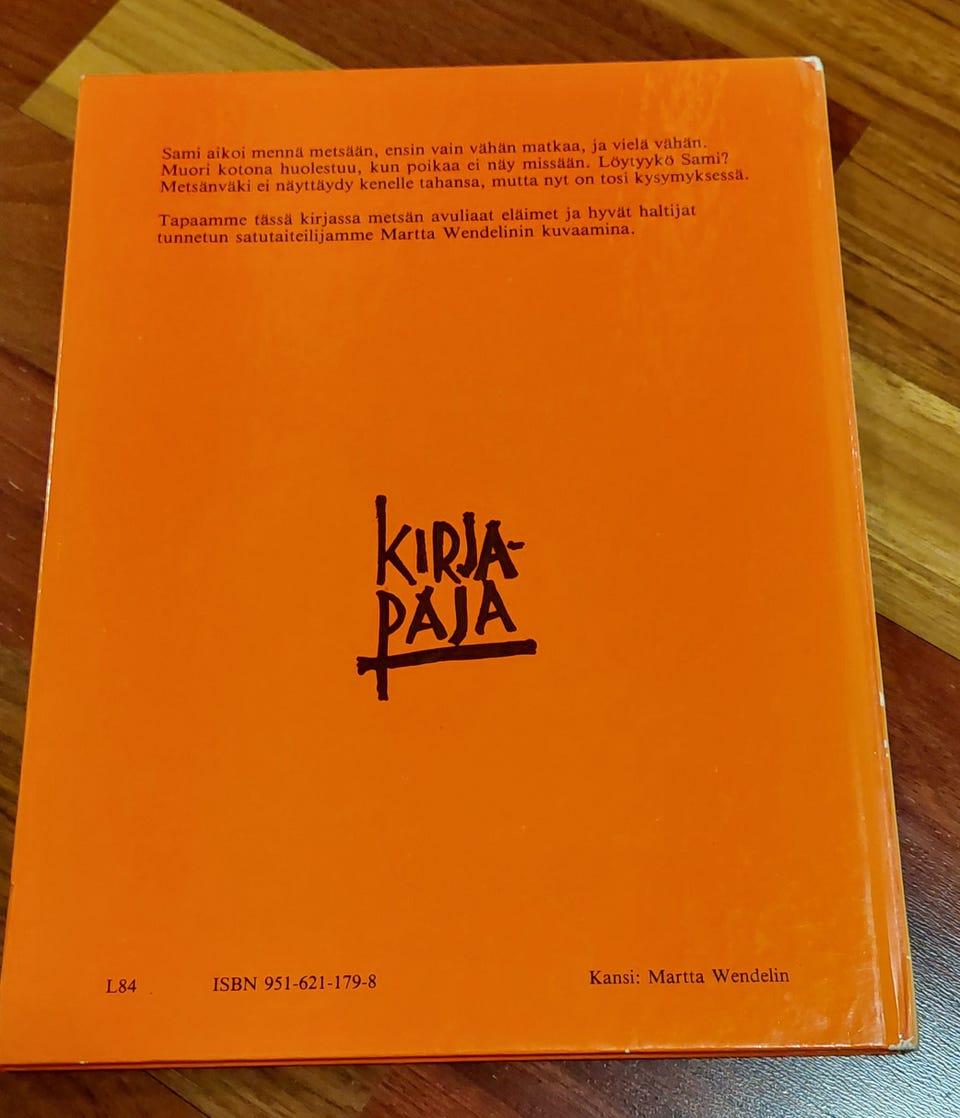 Sami aikoi mennä metsään, ensin vain vähän matkaa, ja vielä vähän.
Muori kotona huolestuu, kun poikaa ei näy missään. Löytyykö Sami?
Metsänväki ei näyttäydy kenelle tahansa, mutta nyt on tosi kysymyksessä.
Tapaamme tässä kirjassa metsän avuliaat eläimet ja hyvät haltijat
tunnetun satutaiteilijamme Martta Wendelinin kuvaamina.
KIRJA-
PAJA
L84 ISBN 951-621-179-8 Kansi: Martta Wendelin